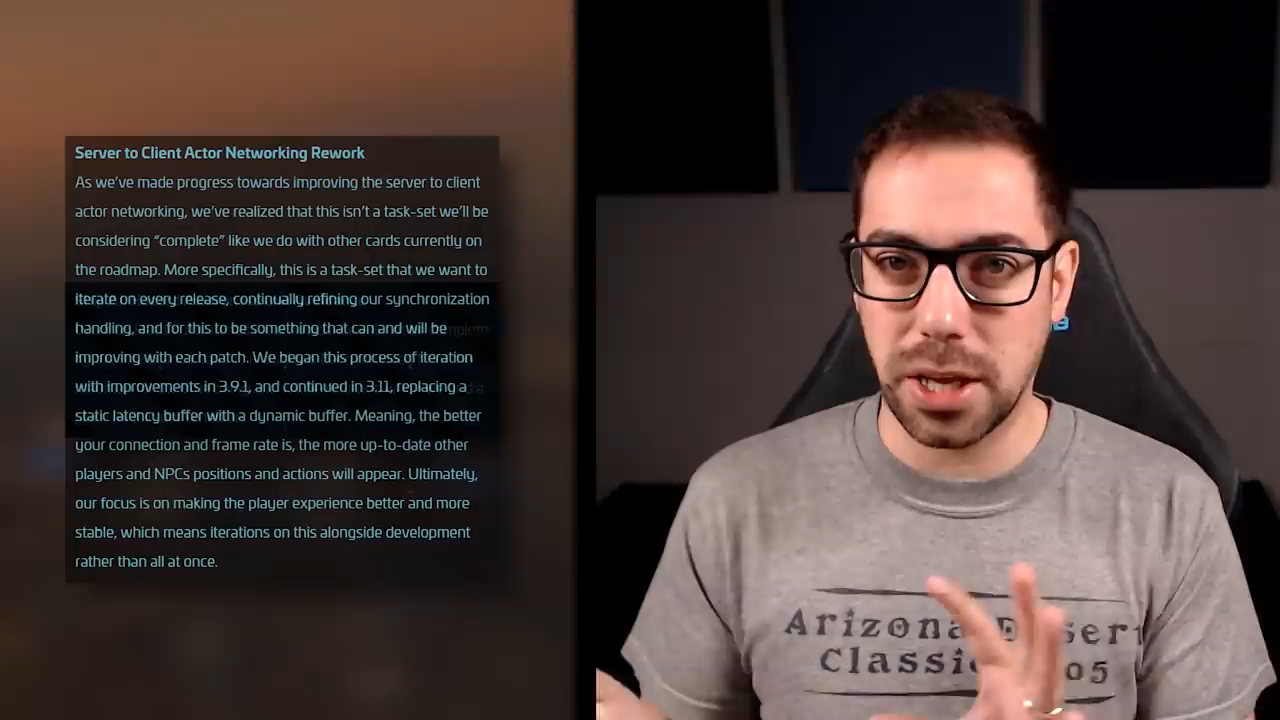 Server to Client Actor Networking Rework
As we've made progress towards improving the server to client
actor networking, we've realized that this isn't a task-set we'll be
considering “complete” like we do with other cards currently on
the roadmap. More specifically, this is a task-set that we want to
iterate on every release, continually refining our synchronization
handling, and for this to be something that can and will be
improving with each patch. We began this process of iteration
with improvements in 3.9.1, and continued in 3.11, replacing a
static latency buffer with a dynamic buffer. Meaning, the better
your connection and frame rate is, the more up-to-date other
players and NPCs positions and actions will appear. Ultimately,
our focus is on making the player experience better and more
stable, which means iterations on this alongside development
rather than all at once.
Arizona